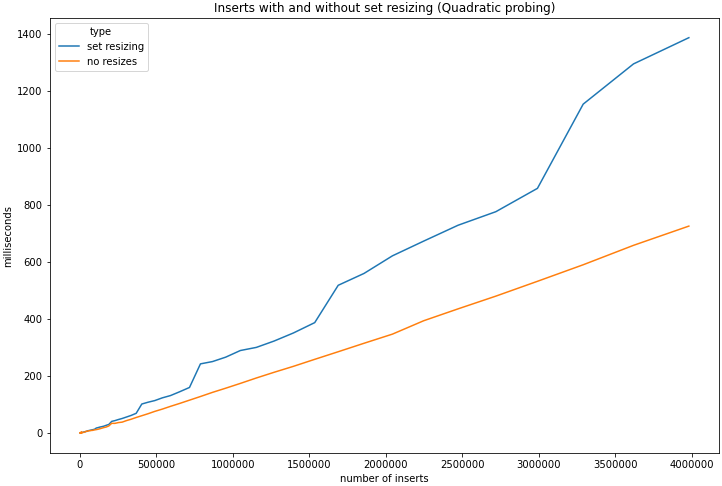 Inserts with and without set resizing (Quadratic probing)
type
set resizing
no resizes
1400
1200
1000
800
600
400
200
0
milliseconds
0 500000 1000000 1500000 2000000 2500000 3000000 3500000 4000000
number of inserts